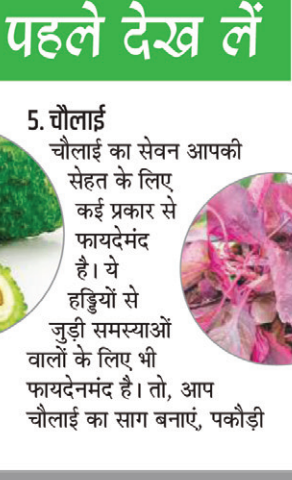 पहले देख लें
5. चौलाई
चौलाई का सेवन आपकी
सेहत के लिए
कई प्रकार से
फायदेमंद
है। ये
हड्डियों से
जुड़ी समस्याओं
वालों के लिए भी
फायदेनमंद है। तो, आप
चौलाई का साग बनाएं, पकौड़ी